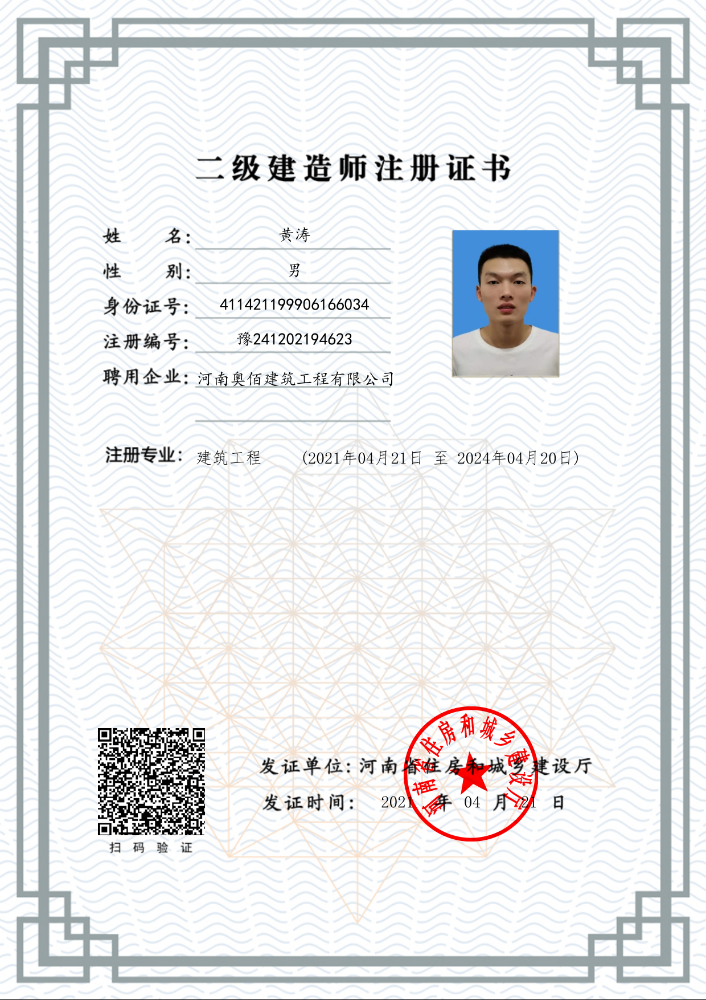 二级建造师注册证书
姓 名：黄涛
性 别：男
身份证号：411421199906166034
注册编号：豫241202194623
聘用企业：河南奥佰建筑工程有限公司
注册专业：建筑工程 (2021年04月21日 至 2024年04月20日)
河南省住房和城乡建设厅
发证单位：河南省住房和城乡建设厅
发证时间： 2021 年 04 月 21 日
扫码验证